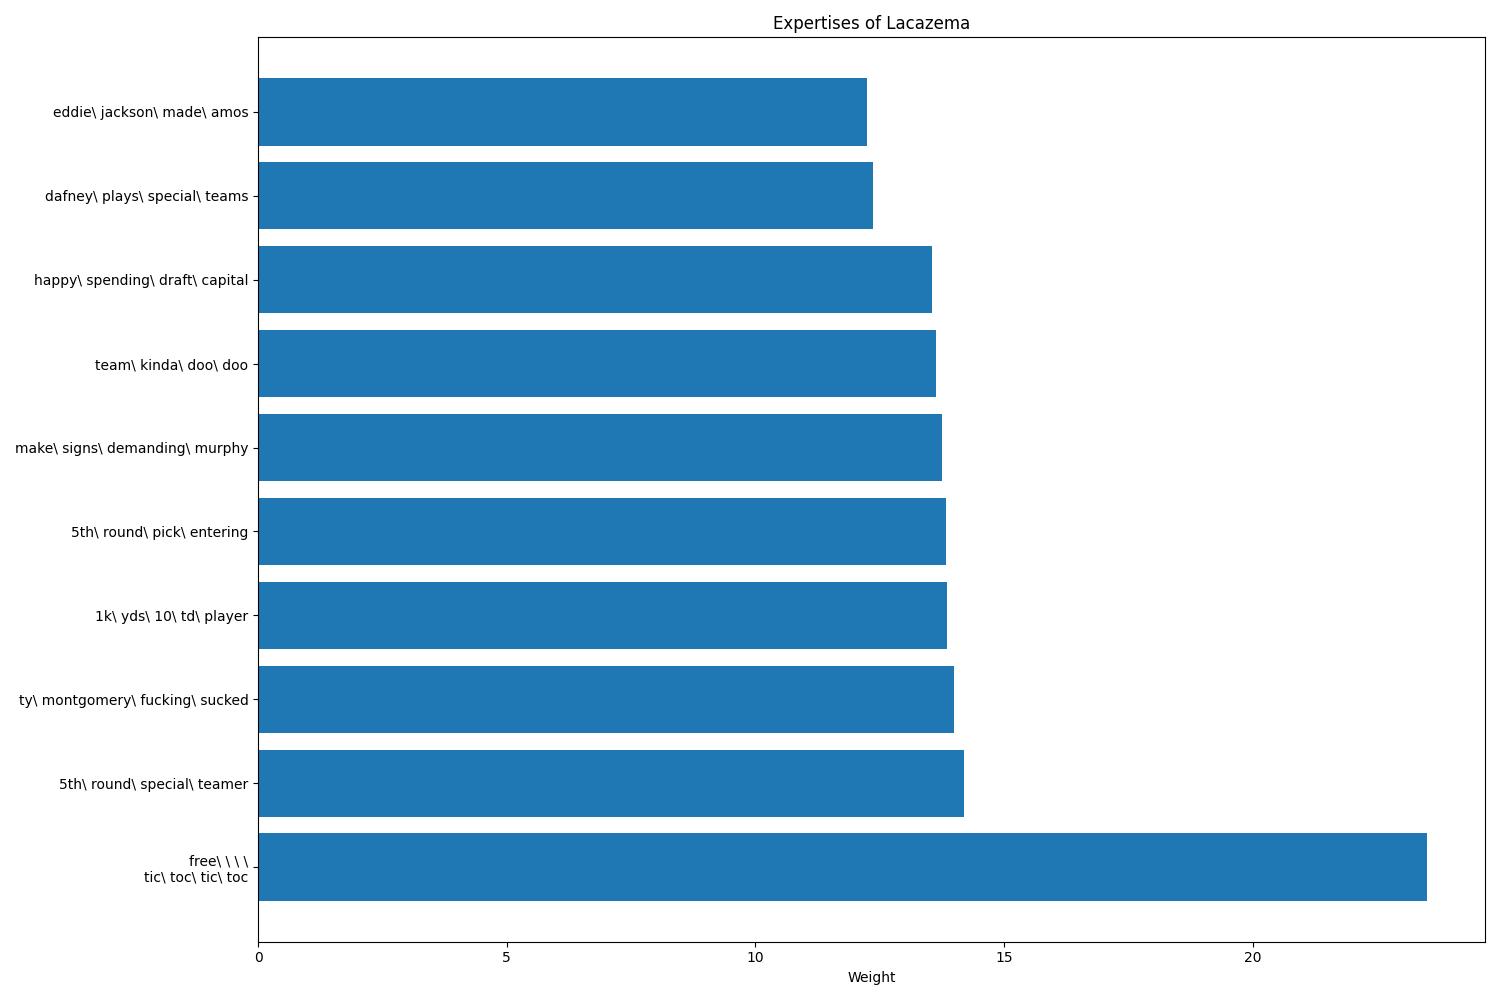 Expertises of Lacazema
eddie\ jackson\ made\ amos
dafney\ plays\ special\ teams
happy\ spending\ draft\ capital
team\ kinda\ doo\ doo
make\ signs\ demanding\ murphy
5th\ round\ pick\ entering
1k\ yds\ 10\ td\ player
ty\ montgomery\ fucking\ sucked
5th\ round\ special\ teamer
free\ \ \ \
tic\ toc\ tic\ toc
0 5 10 15 20
Weight